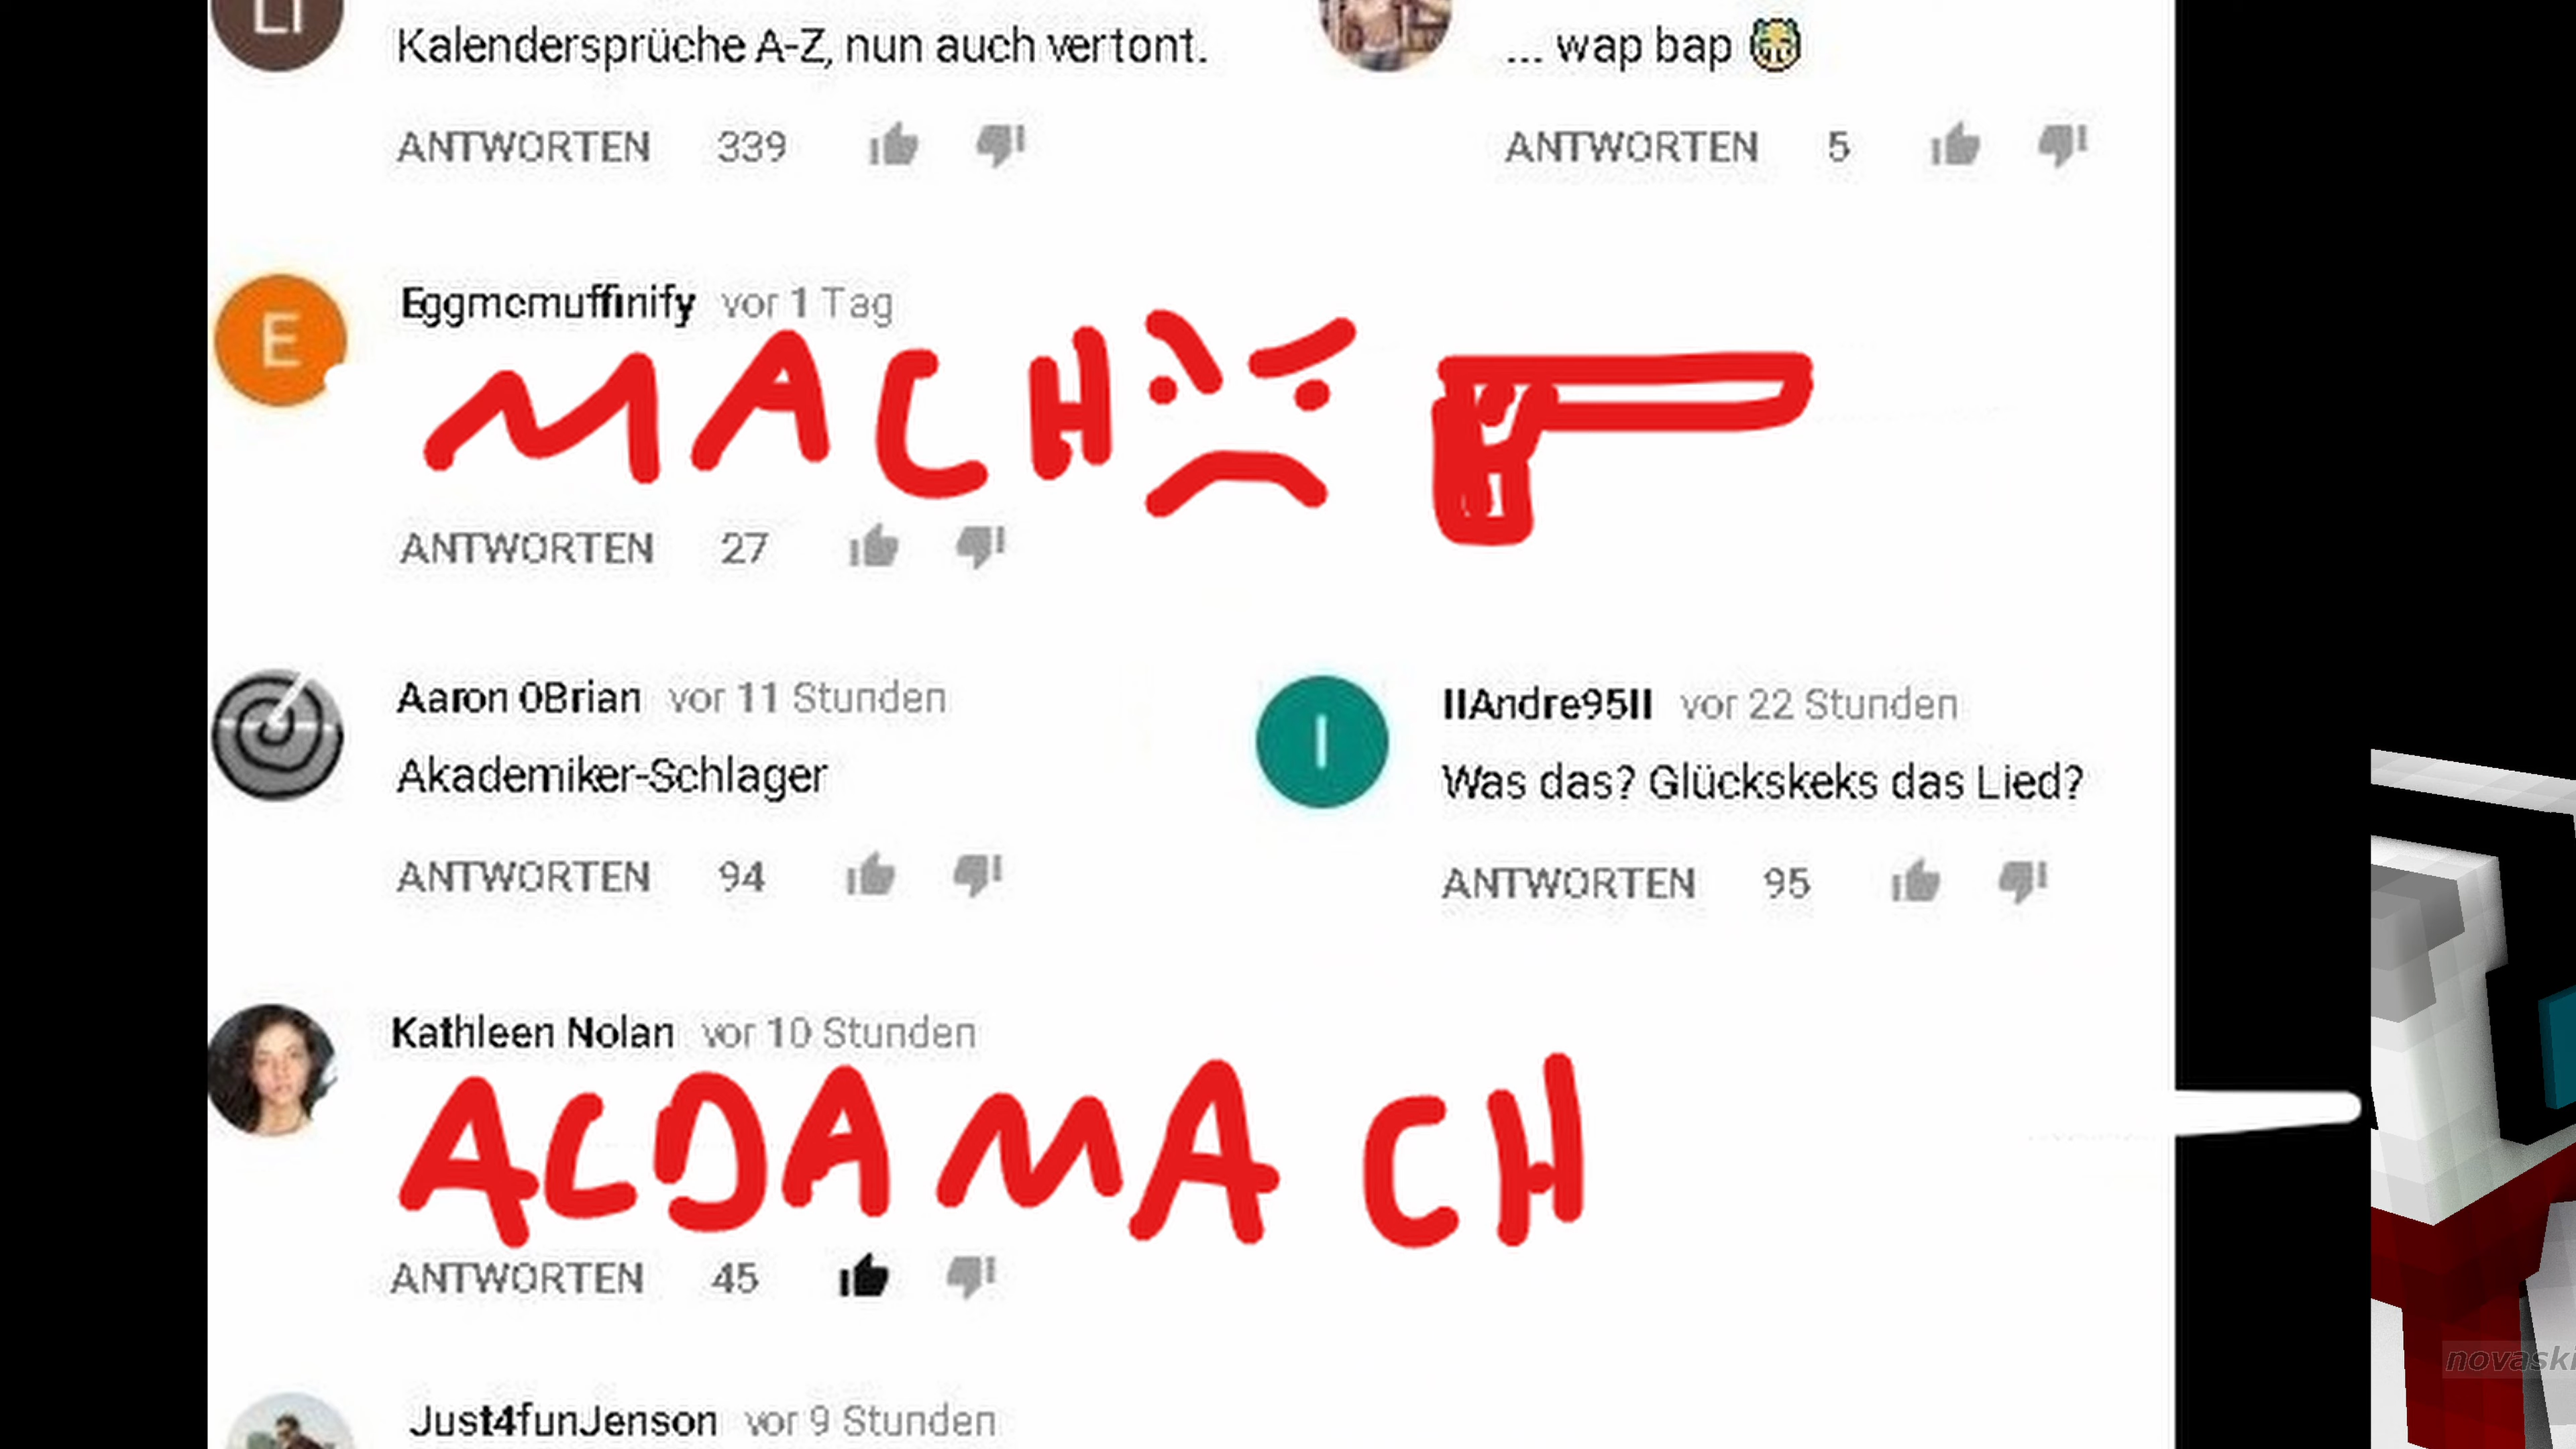 LI
Kalendersprüche A-Z, nun auch vertont.
ANTWORTEN 339
... wap bap
ANTWORTEN 5
E
Eggmcmuffinify vor 1 Tag
MACH
ANTWORTEN 27
Aaron 0Brian vor 11 Stunden
Akademiker-Schlager
ANTWORTEN 94
I
IIAndre95II vor 22 Stunden
Was das? Glückskeks das Lied?
ANTWORTEN 95
Kathleen Nolan vor 10 Stunden
ALDA MACH
ANTWORTEN 45
Just4funJenson vor 9 Stunden
novaski